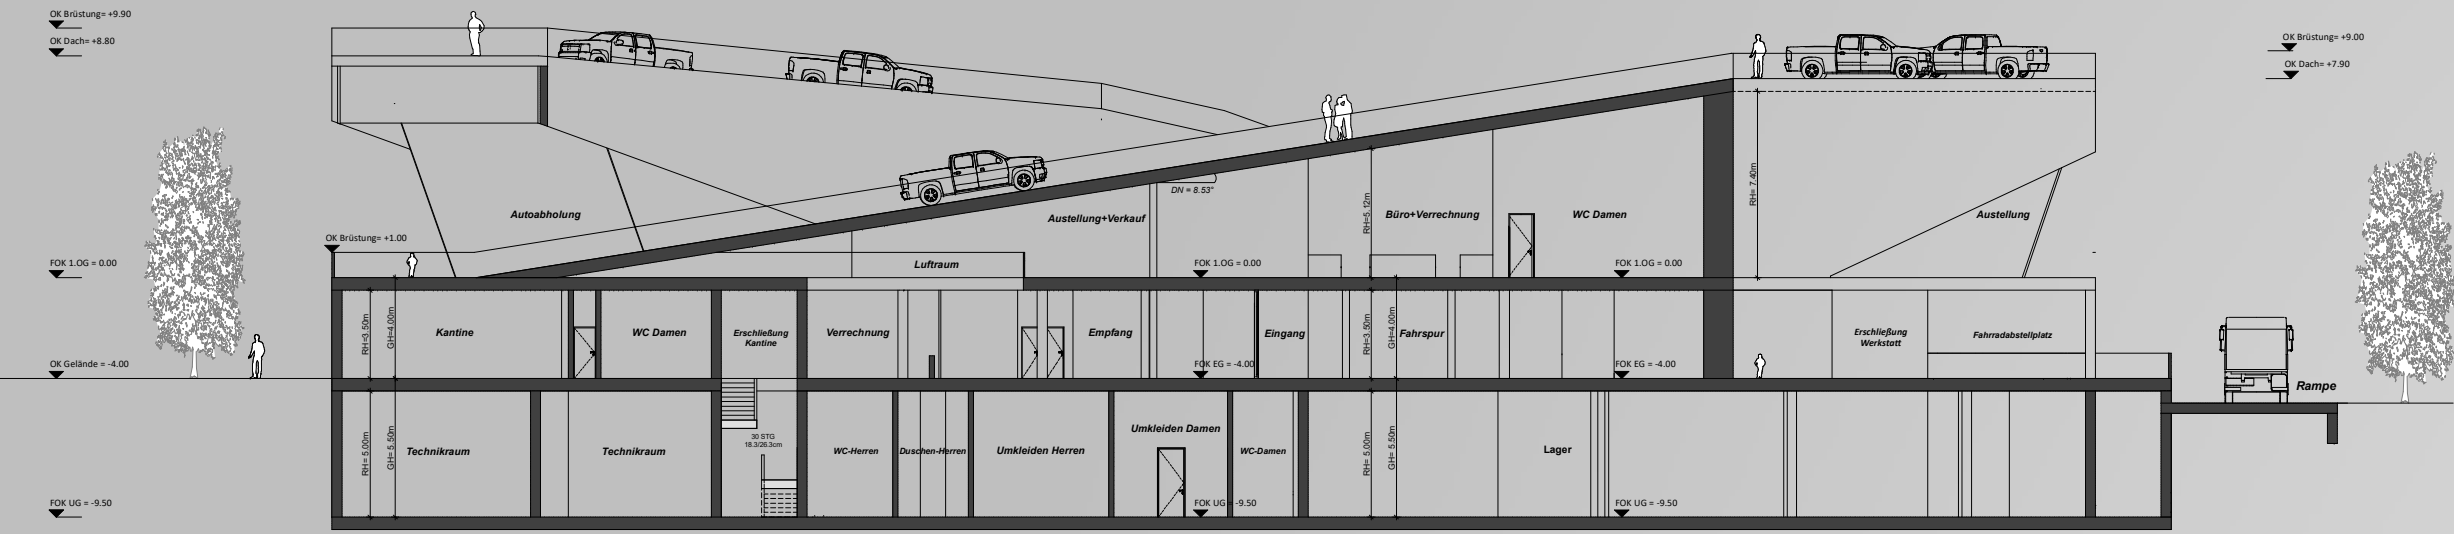 OK Brüstung= +9.90
OK Dach= +8.80
OK Brüstung= +9.00
OK Dach= +7.90
DN = 8.53°
RH= 7.40m
RH=5.12m
Autoabholung
Austellung+Verkauf
Büro+Verrechnung
WC Damen
Austellung
OK Brüstung= +1.00
FOK 1.OG = 0.00
Luftraum
FOK 1.OG = 0.00
FOK 1.OG = 0.00
RH=3.50m
GH=4.00m
Kantine
WC Damen
Erschließung
Kantine
Verrechnung
Empfang
Eingang
RH=3.50m
GH=4.00m
Fahrspur
Erschließung
Werkstatt
Fahrradabstellplatz
OK Gelände = -4.00
FOK EG = -4.00
FOK EG = -4.00
Rampe
RH= 5.00m
GH= 5.50m
Technikraum
Technikraum
30 STG
18.3/26.3cm
WC-Herren
Duschen-Herren
Umkleiden Herren
Umkleiden Damen
WC-Damen
RH= 5.00m
GH= 5.50m
Lager
FOK UG = -9.50
FOK UG = -9.50
FOK UG = -9.50